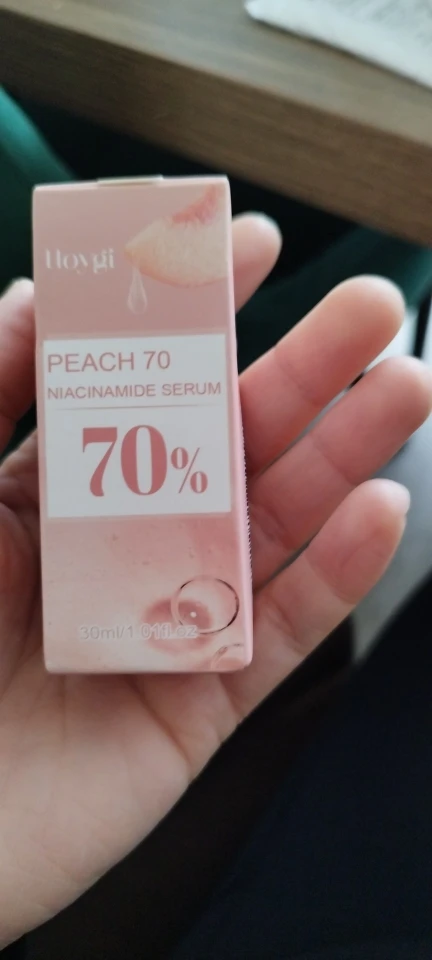 Hoygi
PEACH 70
NIACINAMIDE SERUM
70%
30ml/1.01fl.oz